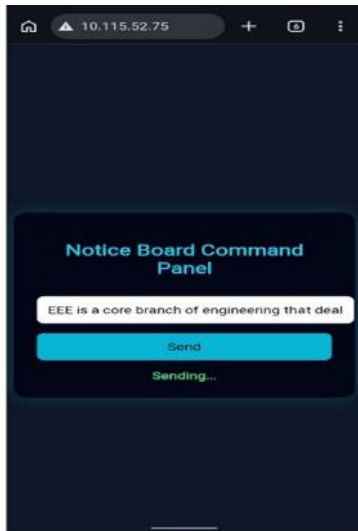 10.115.52.75
6
Notice Board Command
Panel
EEE is a core branch of engineering that deal
Send
Sending...